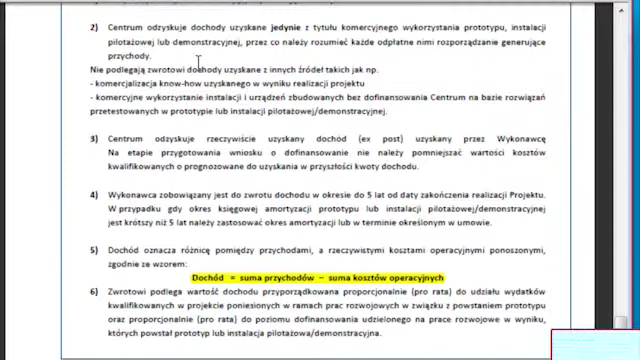 2) Centrum odzyskuje dochody uzyskane jedynie z tytułu komercyjnego wykorzystania prototypu, instalacji
pilotażowej lub demonstracyjnej, przez co należy rozumieć każde odpłatne nimi rozporządzanie generujące
przychody.
Nie podlegają zwrotowi dochody uzyskane z innych źródeł takich jak np.
- komercjalizacja know-how uzyskanego w wyniku realizacji projektu
- komercyjne wykorzystanie instalacji i urządzeń zbudowanych bez dofinansowania Centrum na bazie rozwiązań
przetestowanych w prototypie lub instalacji pilotażowej/demonstracyjnej.
3) Centrum odzyskuje rzeczywiście uzyskany dochód (ex post) uzyskany przez Wykonawcę
Na etapie przygotowania wniosku o dofinansowanie nie należy pomniejszać wartości kosztów
kwalifikowanych o prognozowane do uzyskania w przyszłości kwoty dochodu.
4) Wykonawca zobowiązany jest do zwrotu dochodu w okresie do 5 lat od daty zakończenia realizacji Projektu.
W przypadku gdy okres księgowej amortyzacji prototypu lub instalacji pilotażowej/demonstracyjnej
jest krótszy niż 5 lat należy zastosować okres amortyzacji lub w terminie określonym w umowie.
5) Dochód oznacza różnicę pomiędzy przychodami, a rzeczywistymi kosztami operacyjnymi ponoszonymi,
zgodnie ze wzorem:
Dochód = suma przychodów – suma kosztów operacyjnych
6) Zwrotowi podlega wartość dochodu przyporządkowana proporcjonalnie (pro rata) do udziału wydatków
kwalifikowanych w projekcie poniesionych w ramach prac rozwojowych w związku z powstaniem prototypu
oraz proporcjonalnie (pro rata) do poziomu dofinansowania udzielonego na prace rozwojowe w wyniku,
których powstał prototyp lub instalacja pilotażowa/demonstracyjna.